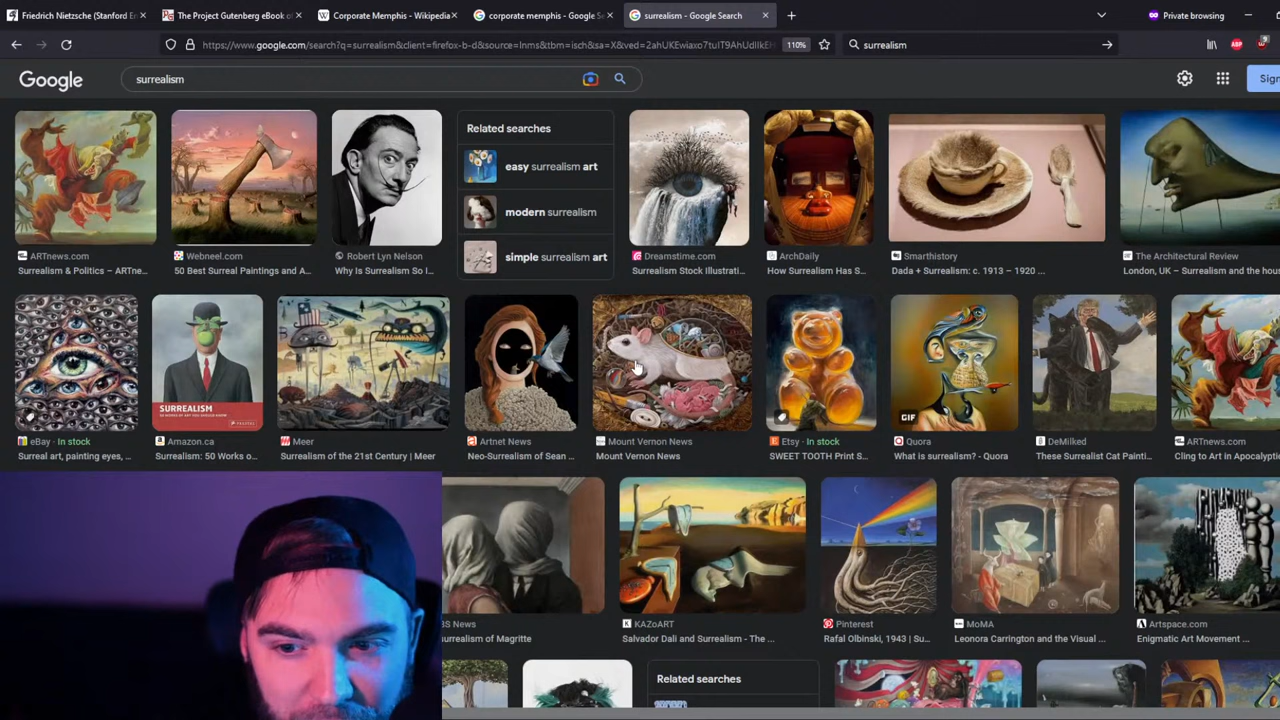 Friedrich Nietzsche (Stanford En
The Project Gutenberg eBook of
Corporate Memphis - Wikipedia
corporate memphis - Google Se
surrealism - Google Search
Private browsing
110%
surrealism
Google
surrealism
Sign
Related searches
easy surrealism art
modern surrealism
simple surrealism art
ARTnews.com
Surrealism & Politics – ARTne...
Webneel.com
50 Best Surreal Paintings and A...
Robert Lyn Nelson
Why Is Surrealism So I...
Dreamstime.com
Surrealism Stock Illustrati...
ArchDaily
How Surrealism Has S...
Smarthistory
Dada + Surrealism: c. 1913 – 1920 ...
The Architectural Review
London, UK – Surrealism and the hou
SURREALISM
GIF
eBay · In stock
Surreal art, painting eyes, ...
Amazon.ca
Surrealism: 50 Works o...
Meer
Surrealism of the 21st Century | Meer
Artnet News
Neo-Surrealism of Sean ...
Mount Vernon News
Mount Vernon News
Etsy · In stock
SWEET TOOTH Print S...
Quora
What is surrealism? - Quora
DeMilked
These Surrealist Cat Painti...
ARTnews.com
Cling to Art in Apocalyptic
BS News
urrealism of Magritte
KAZoART
Salvador Dali and Surrealism - The ...
Pinterest
Rafal Olbinski, 1943 | Su...
MoMA
Leonora Carrington and the Visual ...
Artspace.com
Enigmatic Art Movement ...
Related searches